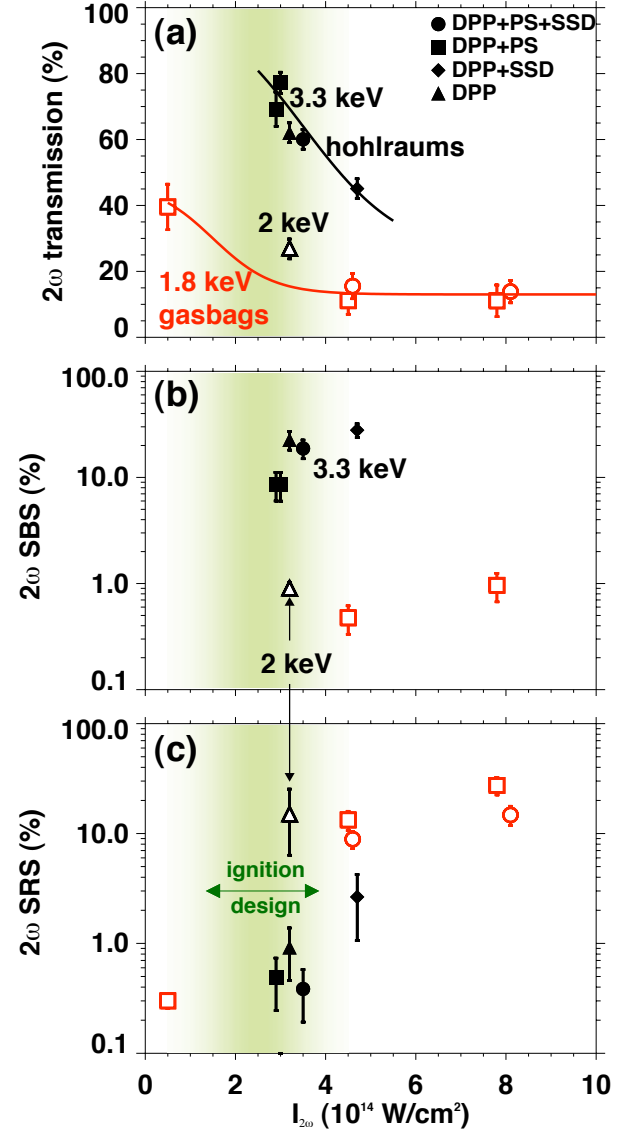 (a)
DPP+PS+SSD
DPP+PS
DPP+SSD
DPP
100
80
60
40
20
0
2ω transmission (%)
3.3 keV
hohlraums
2 keV
1.8 keV
gasbags
(b)
100.0
10.0
1.0
0.1
2ω SBS (%)
3.3 keV
2 keV
(c)
100.0
10.0
1.0
0.1
2ω SRS (%)
ignition
design
0 2 4 6 8 10
I2ω (10¹⁴ W/cm²)